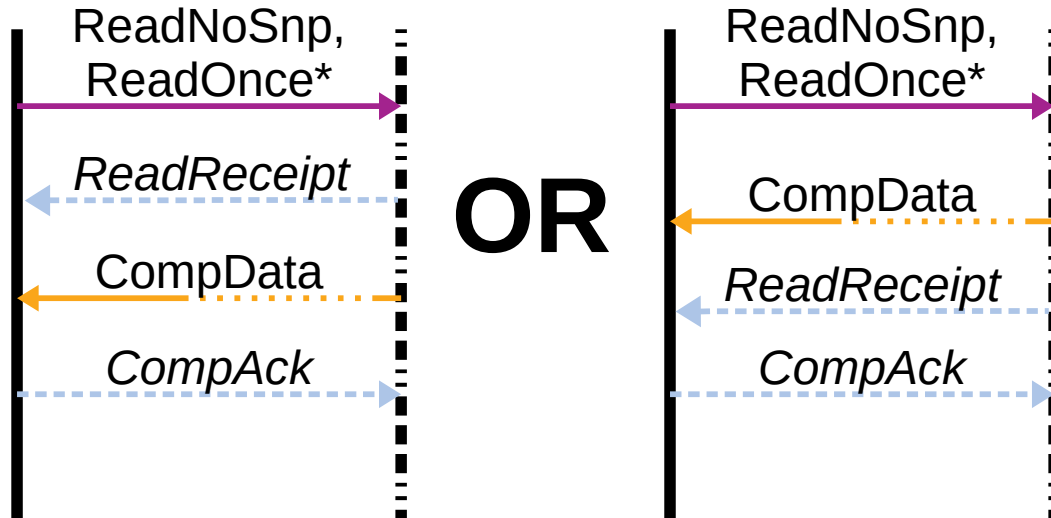 ReadNoSnp,
ReadOnce*
ReadReceipt
CompData
CompAck
OR
ReadNoSnp,
ReadOnce*
CompData
ReadReceipt
CompAck